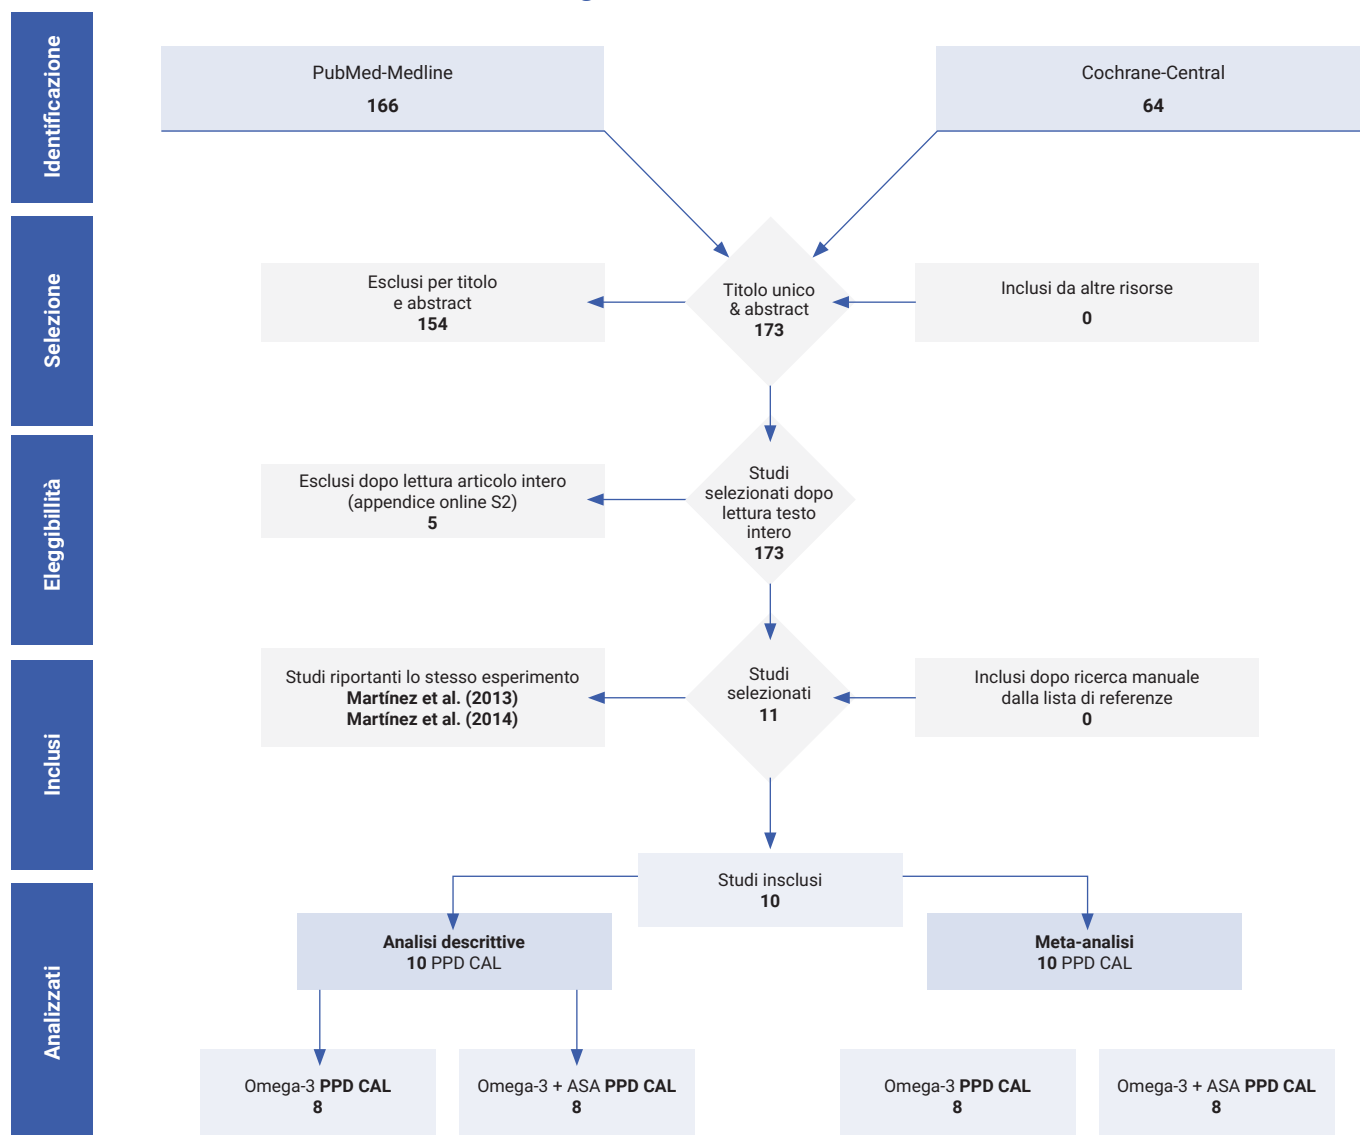 Identificazione
PubMed-Medline
166
Cochrane-Central
64
Selezione
Esclusi per titolo
e abstract
154
Titolo unico
& abstract
173
Inclusi da altre risorse
0
Eleggibillità
Esclusi dopo lettura articolo intero
(appendice online S2)
5
Studi
selezionati dopo
lettura testo
intero
173
Inclusi
Studi riportanti lo stesso esperimento
Martínez et al. (2013)
Martínez et al. (2014)
Studi
selezionati
11
Inclusi dopo ricerca manuale
dalla lista di referenze
0
Studi insclusi
10
Analizzati
Analisi descrittive
10 PPD CAL
Meta-analisi
10 PPD CAL
Omega-3 PPD CAL
8
Omega-3 + ASA PPD CAL
8
Omega-3 PPD CAL
8
Omega-3 + ASA PPD CAL
8